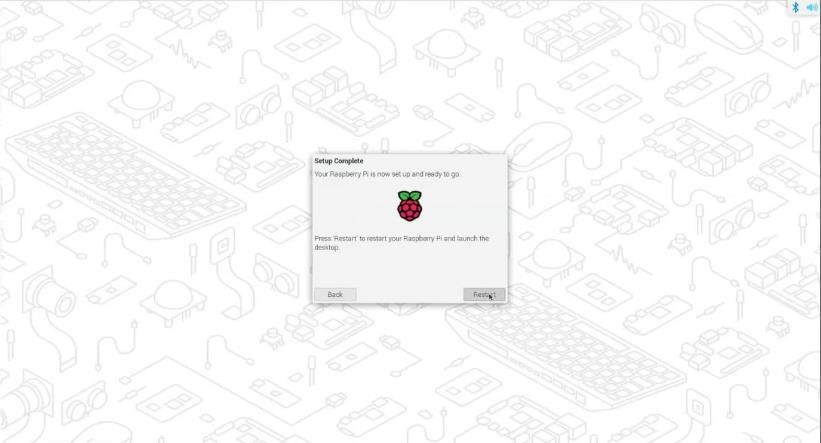 Setup Complete
Your Raspberry Pi is now set up and ready to go.
Press 'Restart' to restart your Raspberry Pi and launch the
desktop.
Back
Restart